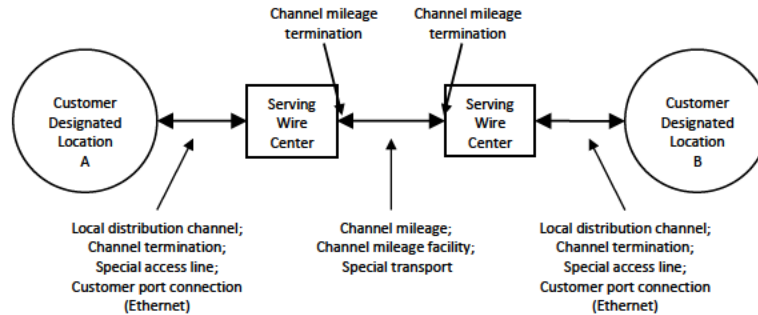 Channel mileage
termination
Channel mileage
termination
Customer
Designated
Location
A
Serving
Wire
Center
Serving
Wire
Center
Customer
Designated
Location
B
Local distribution channel;
Channel termination;
Special access line;
Customer port connection
(Ethernet)
Channel mileage;
Channel mileage facility;
Special transport
Local distribution channel;
Channel termination;
Special access line;
Customer port connection
(Ethernet)